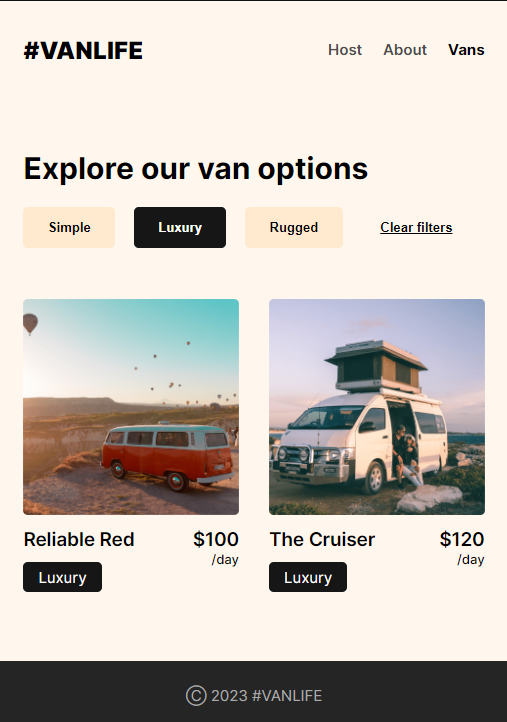 #VANLIFE
Host About Vans
Explore our van options
Simple Luxury Rugged Clear filters
Reliable Red $100
/day
Luxury
The Cruiser $120
/day
Luxury
© 2023 #VANLIFE